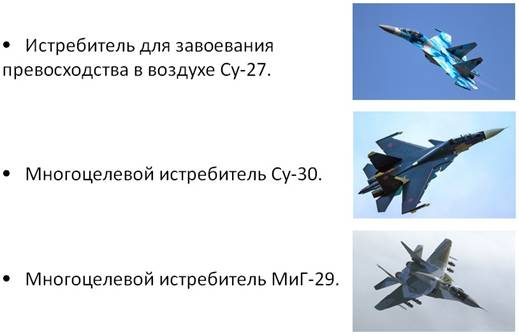 • Истребитель для завоевания
превосходства в воздухе Су-27.
• Многоцелевой истребитель Су-30.
• Многоцелевой истребитель МиГ-29.